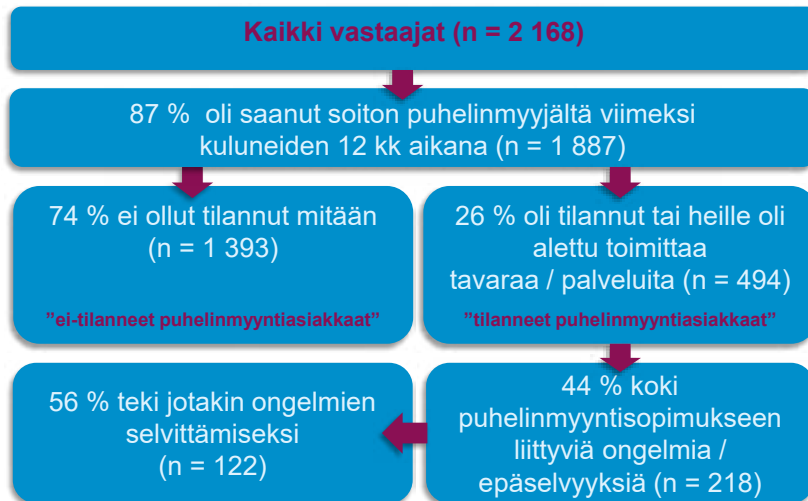 Kaikki vastaajat (n = 2 168)
87 % oli saanut soiton puhelinmyyjältä viimeksi
kuluneiden 12 kk aikana (n = 1 887)
74 % ei ollut tilannut mitään
(n = 1 393)
”ei-tilanneet puhelinmyyntiasiakkaat”
26 % oli tilannut tai heille oli
alettu toimittaa
tavaraa / palveluita (n = 494)
”tilanneet puhelinmyyntiasiakkaat”
44 % koki
puhelinmyyntisopimukseen
liittyviä ongelmia /
epäselvyyksiä (n = 218)
56 % teki jotakin ongelmien
selvittämiseksi
(n = 122)